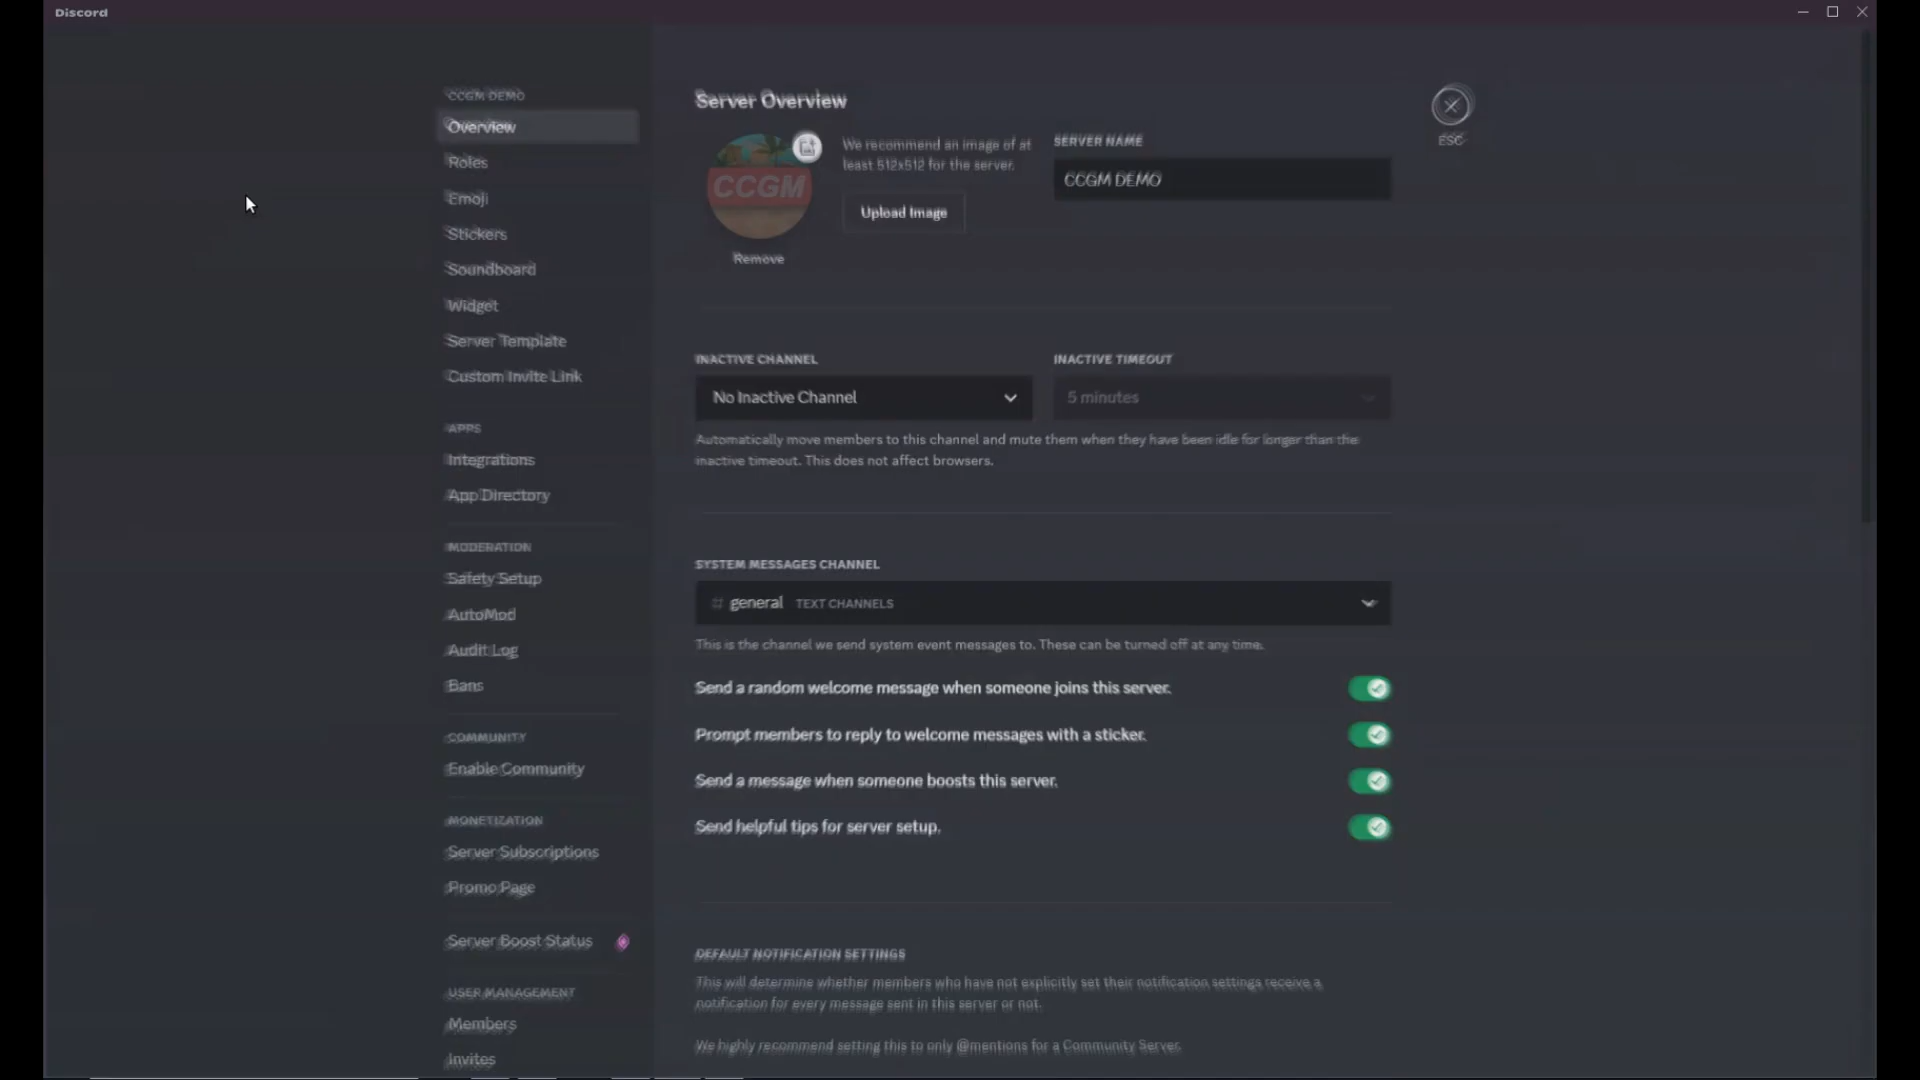 Discord
CCGM DEMO
Overview
Roles
Emoji
Stickers
Soundboard
Widget
Server Template
Custom Invite Link
APPS
Integrations
App Directory
MODERATION
Safety Setup
AutoMod
Audit Log
Bans
COMMUNITY
Enable Community
MONETIZATION
Server Subscriptions
Promo Page
Server Boost Status
USER MANAGEMENT
Members
Invites
Server Overview
CCGM
Remove
We recommend an image of at
least 512x512 for the server.
Upload Image
SERVER NAME
CCGM DEMO
ESC
INACTIVE CHANNEL
No Inactive Channel
INACTIVE TIMEOUT
5 minutes
Automatically move members to this channel and mute them when they have been idle for longer than the
inactive timeout. This does not affect browsers.
SYSTEM MESSAGES CHANNEL
# general TEXT CHANNELS
This is the channel we send system event messages to. These can be turned off at any time.
Send a random welcome message when someone joins this server.
Prompt members to reply to welcome messages with a sticker.
Send a message when someone boosts this server.
Send helpful tips for server setup.
DEFAULT NOTIFICATION SETTINGS
This will determine whether members who have not explicitly set their notification settings receive a
notification for every message sent in this server or not.
We highly recommend setting this to only @mentions for a Community Server.